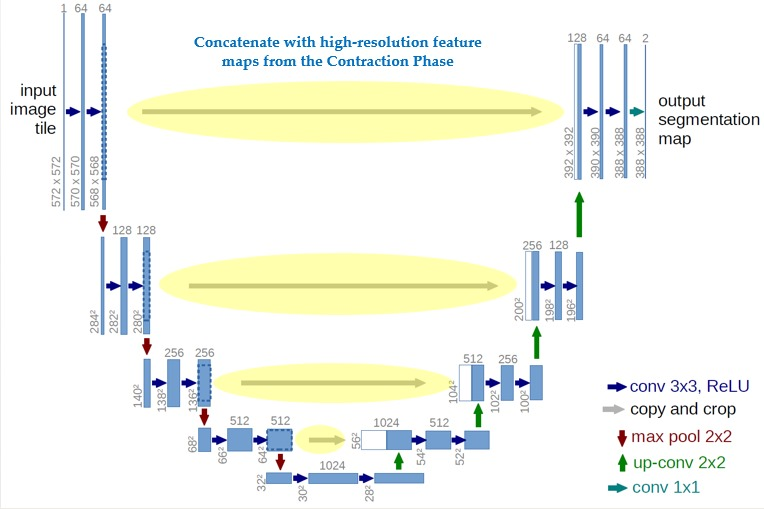 1 64 64
Concatenate with high-resolution feature
maps from the Contraction Phase
128 64 64 2
input
image
tile
output
segmentation
map
572 x 572
570 x 570
568 x 568
392 x 392
390 x 390
388 x 388
388 x 388
128 128
256 128
284²
282²
280²
200²
198²
196²
256 256
512 256
140²
138²
136²
104²
102²
100²
512 512
1024 512
68²
66²
64²
56²
54²
52²
1024
32²
30²
28²
conv 3x3, ReLU
copy and crop
max pool 2x2
up-conv 2x2
conv 1x1